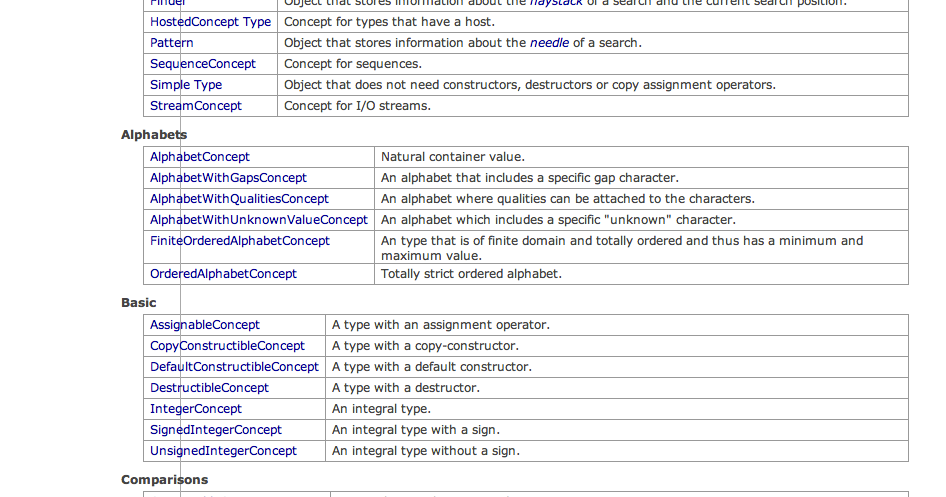 Finder Object that stores information about the haystack of a search and the current search position.
HostedConcept Type Concept for types that have a host.
Pattern Object that stores information about the needle of a search.
SequenceConcept Concept for sequences.
Simple Type Object that does not need constructors, destructors or copy assignment operators.
StreamConcept Concept for I/O streams.
Alphabets
AlphabetConcept Natural container value.
AlphabetWithGapsConcept An alphabet that includes a specific gap character.
AlphabetWithQualitiesConcept An alphabet where qualities can be attached to the characters.
AlphabetWithUnknownValueConcept An alphabet which includes a specific "unknown" character.
FiniteOrderedAlphabetConcept An type that is of finite domain and totally ordered and thus has a minimum and
maximum value.
OrderedAlphabetConcept Totally strict ordered alphabet.
Basic
AssignableConcept A type with an assignment operator.
CopyConstructibleConcept A type with a copy-constructor.
DefaultConstructibleConcept A type with a default constructor.
DestructibleConcept A type with a destructor.
IntegerConcept An integral type.
SignedIntegerConcept An integral type with a sign.
UnsignedIntegerConcept An integral type without a sign.
Comparisons